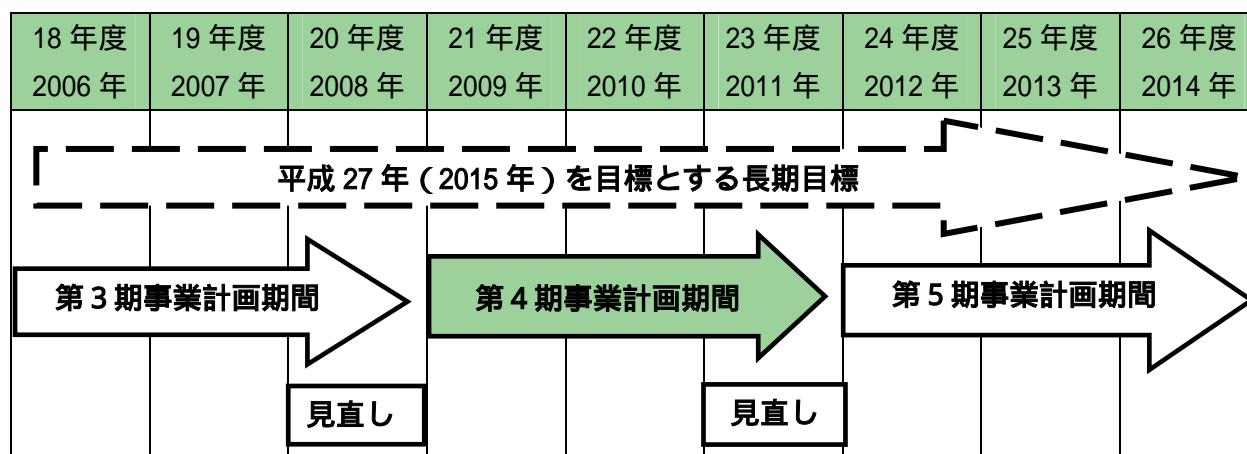 18 年度 19 年度 20 年度 21 年度 22 年度 23 年度 24 年度 25 年度 26 年度
2006 年 2007 年 2008 年 2009 年 2010 年 2011 年 2012 年 2013 年 2014 年
平成 27 年（2015 年）を目標とする長期目標
第３期事業計画期間 第４期事業計画期間 第５期事業計画期間
見直し 見直し